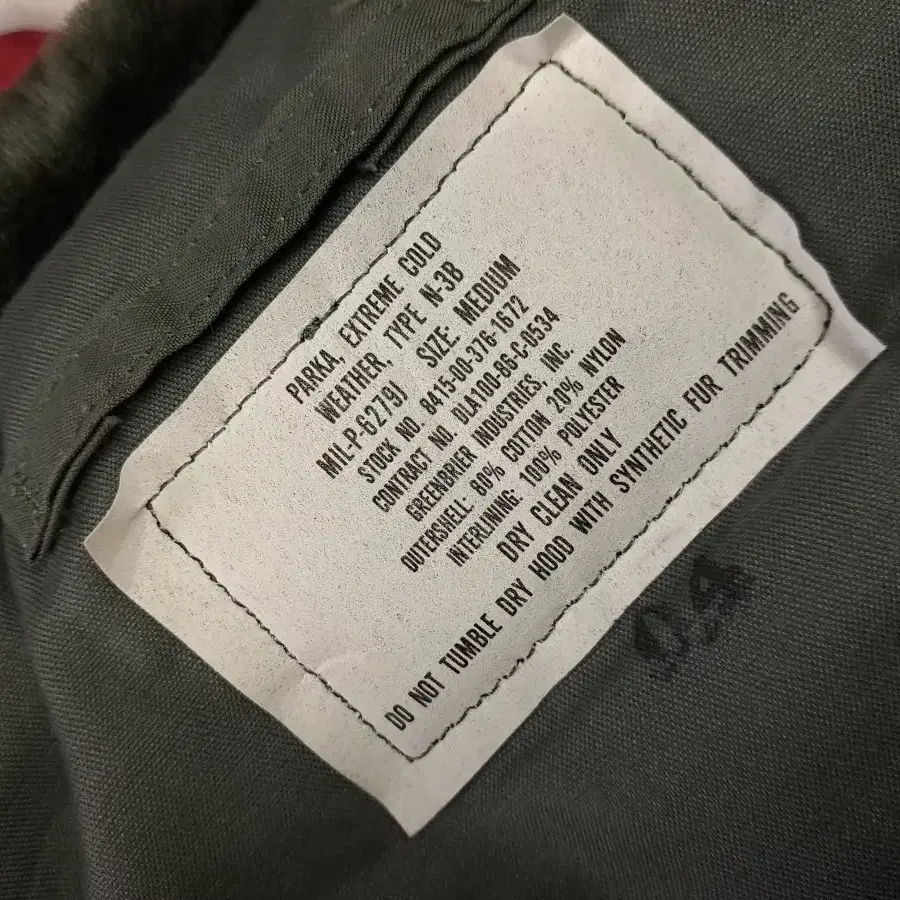 PARKA, EXTREME COLD
WEATHER, TYPE N-3B
MIL-P-6279J SIZE: MEDIUM
STOCK NO. 8415-00-376-1672
CONTRACT NO. DLA100-86-C-0534
GREENBRIER INDUSTRIES, INC.
OUTERSHELL: 80% COTTON 20% NYLON
INTERLINING: 100% POLYESTER
DRY CLEAN ONLY
DO NOT TUMBLE DRY HOOD WITH SYNTHETIC FUR TRIMMING